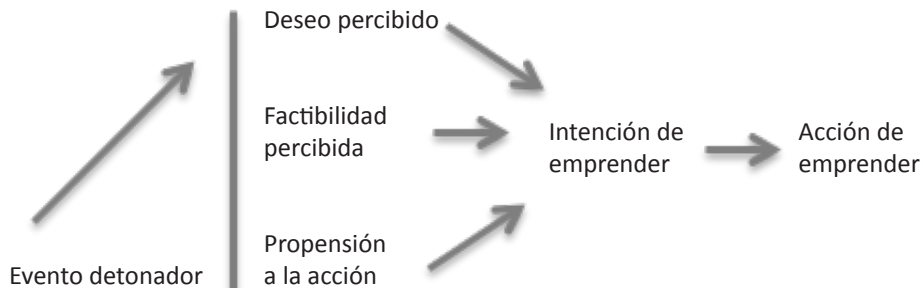 Deseo percibido
Factibilidad
percibida
Intención de
emprender
Acción de
emprender
Propensión
a la acción
Evento detonador